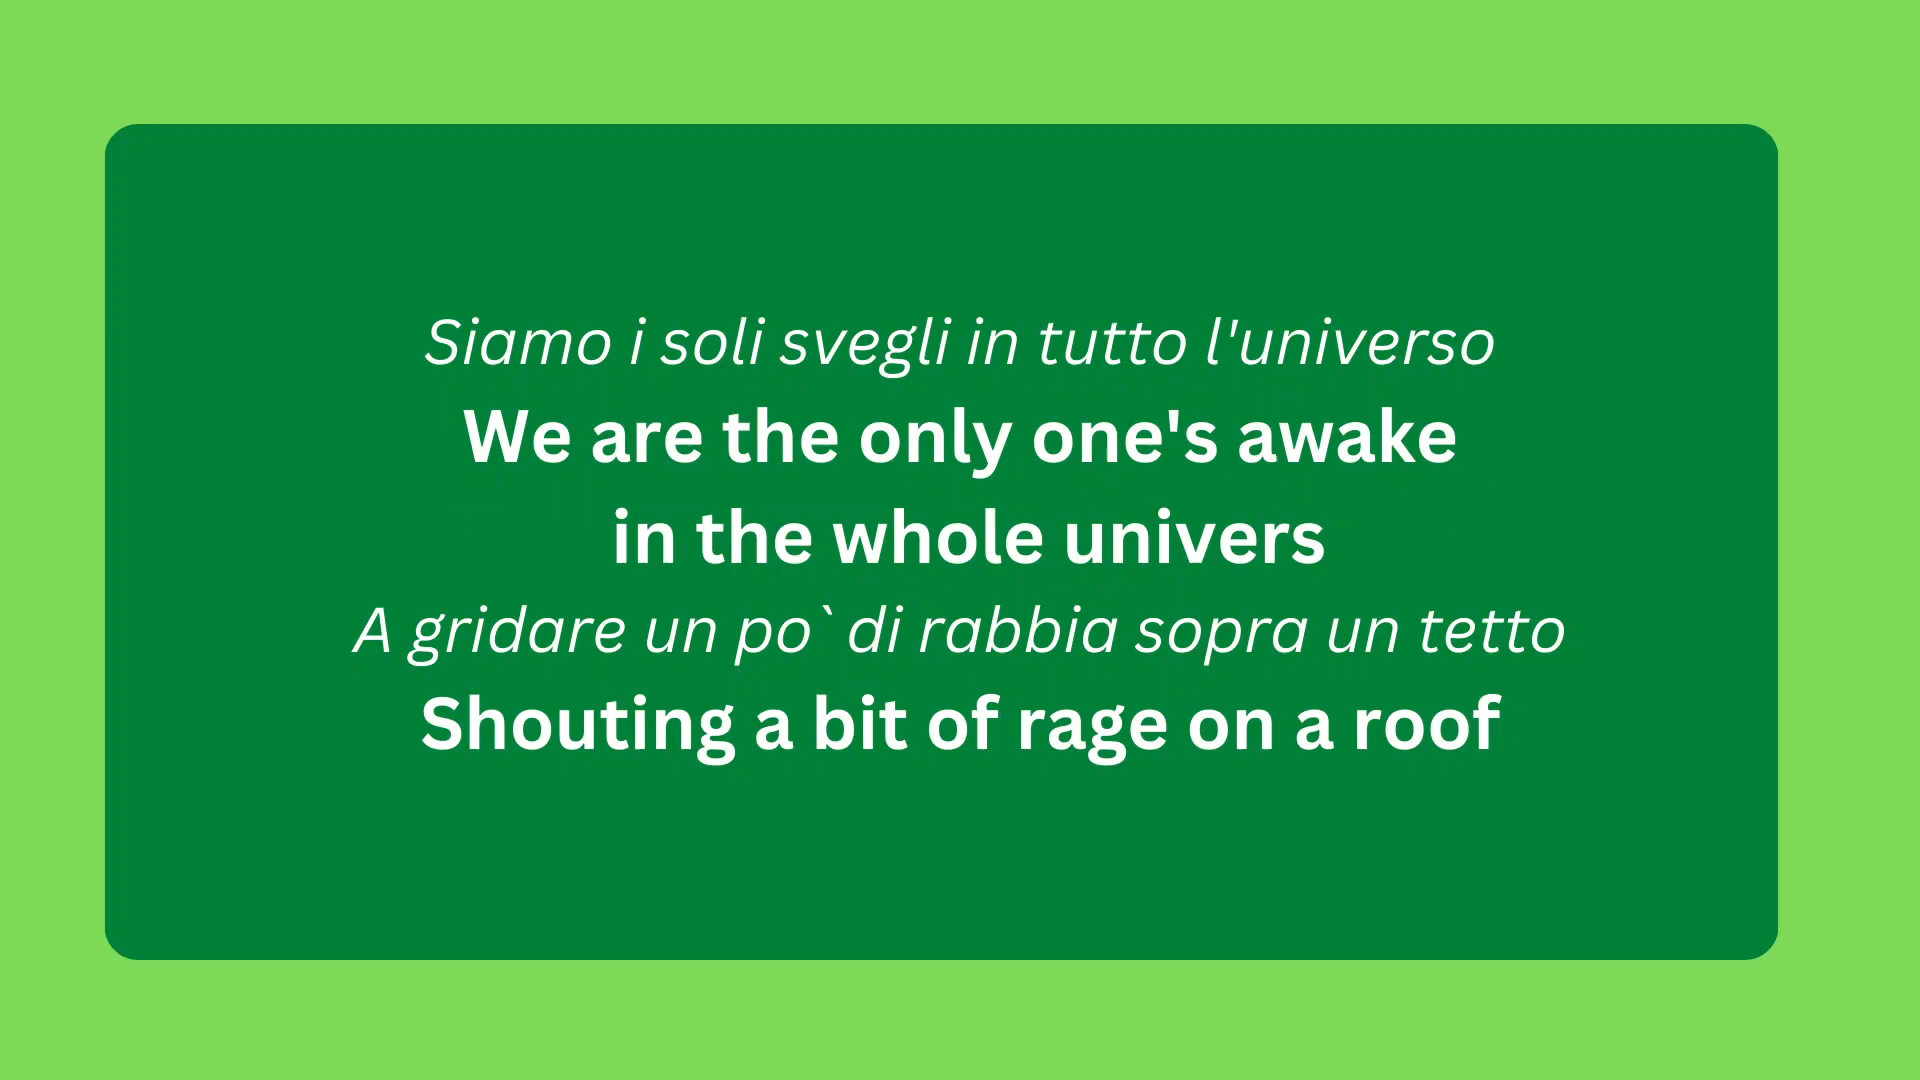 Siamo i soli svegli in tutto l'universo
We are the only one's awake
in the whole univers
A gridare un po` di rabbia sopra un tetto
Shouting a bit of rage on a roof